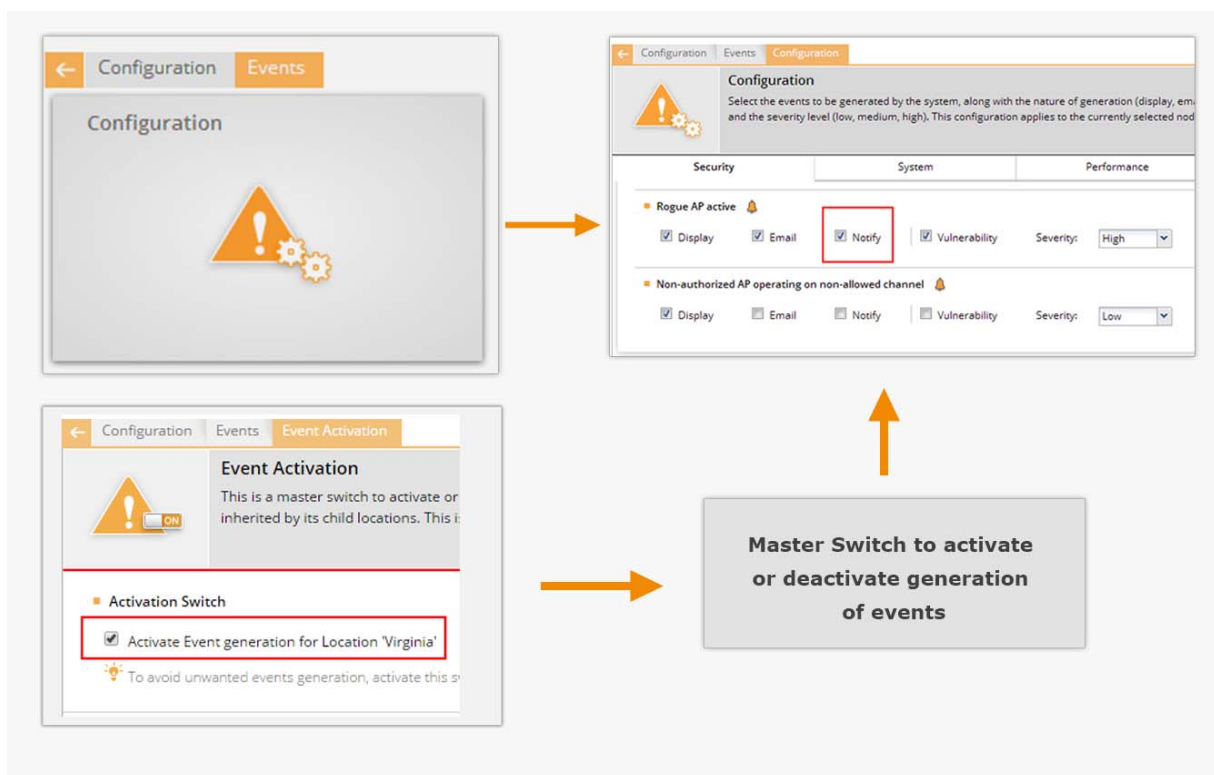 Configuration Events
Configuration
Configuration Events Configuration
Configuration
Select the events to be generated by the system, along with the nature of generation (display, ema
and the severity level (low, medium, high). This configuration applies to the currently selected nod
Security System Performance
Rogue AP active
Display Email Notify Vulnerability Severity: High
Non-authorized AP operating on non-allowed channel
Display Email Notify Vulnerability Severity: Low
Configuration Events Event Activation
Event Activation
This is a master switch to activate or
inherited by its child locations. This i
ON
Activation Switch
Activate Event generation for Location 'Virginia'
To avoid unwanted events generation, activate this s
Master Switch to activate
or deactivate generation
of events